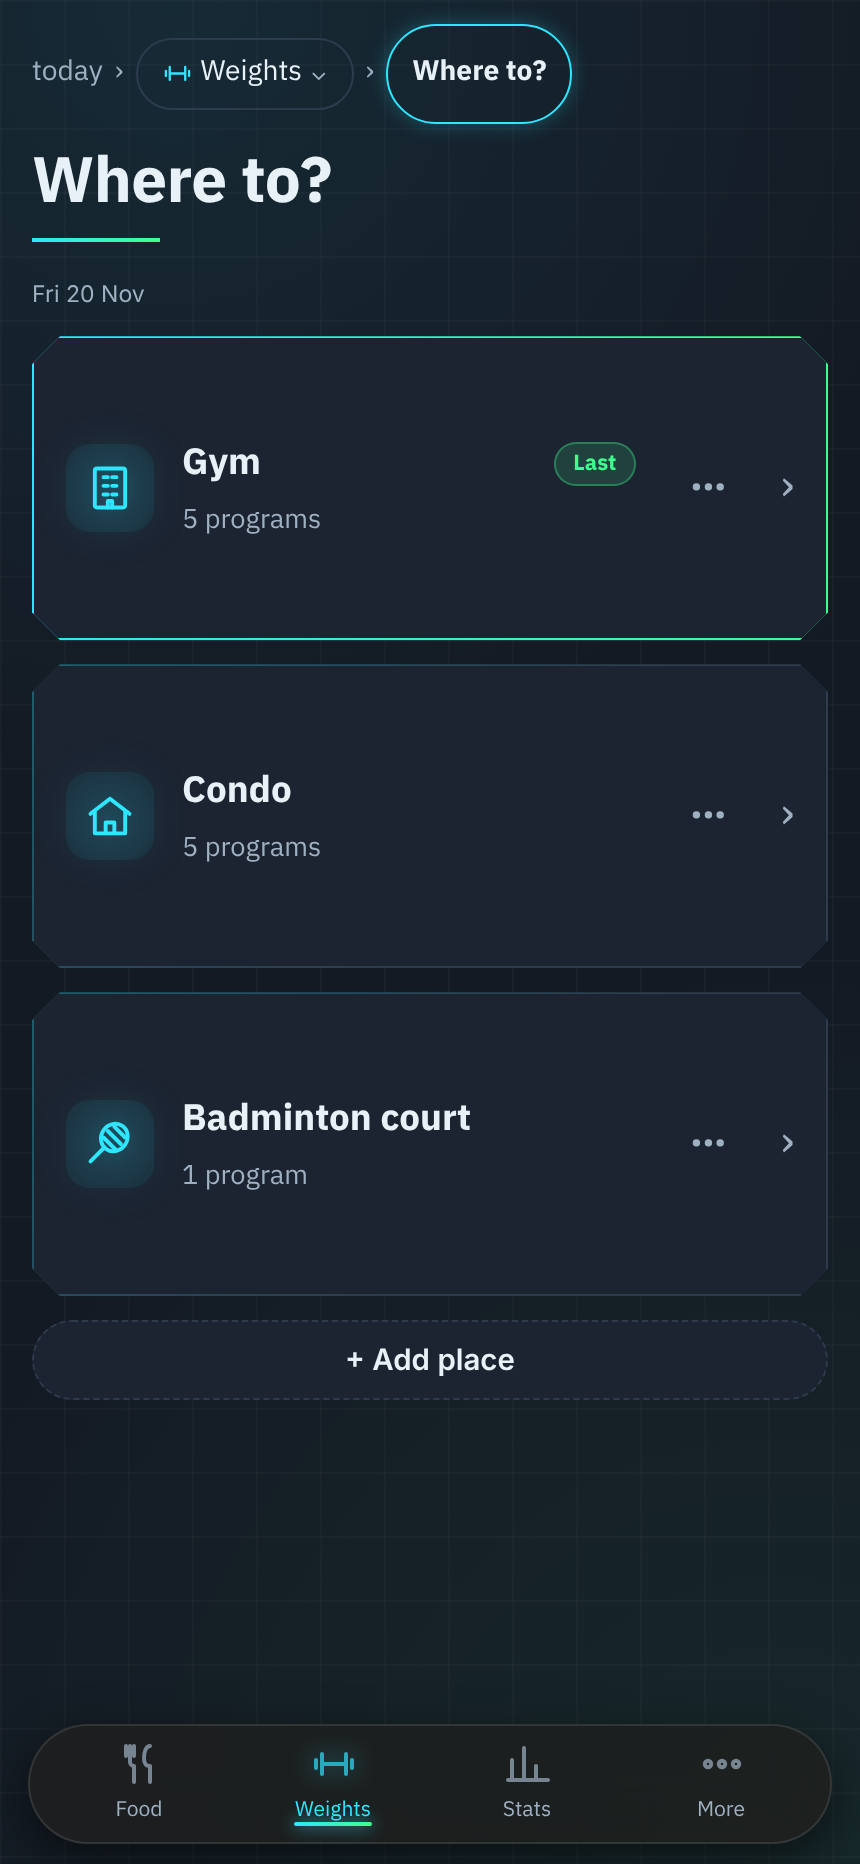 today › Weights › Where to?
Where to?
Fri 20 Nov
Gym
Last
5 programs
Condo
5 programs
Badminton court
1 program
+ Add place
Food Weights Stats More